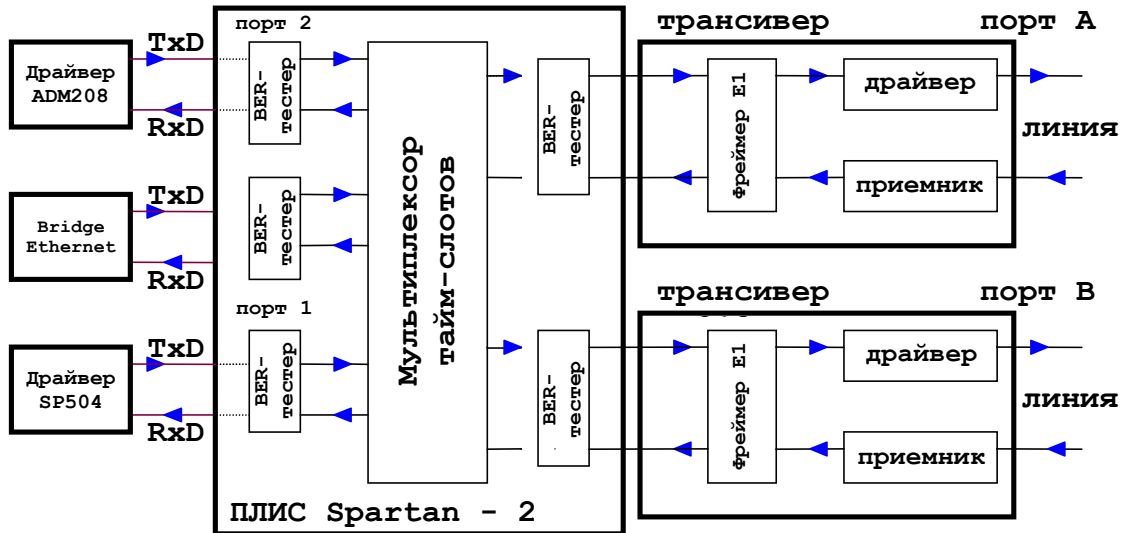 порт 2
трансивер
порт A
TxD
Драйвер
ADM208
RxD
BER-
тестер
BER-
тестер
Фреймер E1
драйвер
линия
приемник
Мультиплексор
тайм-слотов
TxD
Bridge
Ethernet
RxD
BER-
тестер
порт 1
трансивер
порт B
TxD
Драйвер
SP504
RxD
BER-
тестер
BER-
тестер
Фреймер E1
драйвер
линия
приемник
ПЛИС Spartan - 2